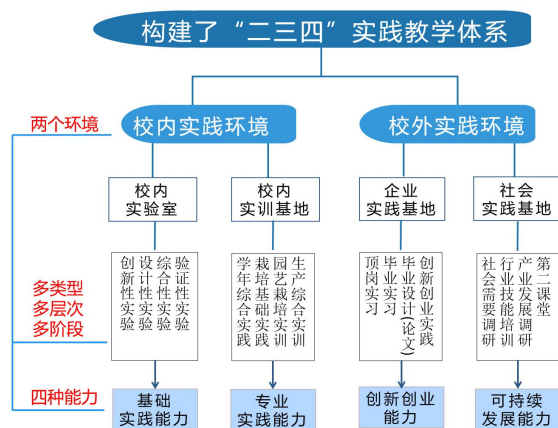 构建了“二三四”实践教学体系
两个环境
校内实践环境
校外实践环境
校内
实验室
校内
实训基地
企业
实践基地
社会
实践基地
多类型
多层次
多阶段
验证性实验
综合性实验
设计性实验
创新性实验
生产综合实训
园艺栽培实训
栽培基础实践
学年综合实践
创新创业实践
毕业设计(论文)
毕业实习
顶岗实习
第二课堂
产业发展调研
行业技能培训
社会需要调研
四种能力
基础
实践能力
专业
实践能力
创新创业
能力
可持续
发展能力